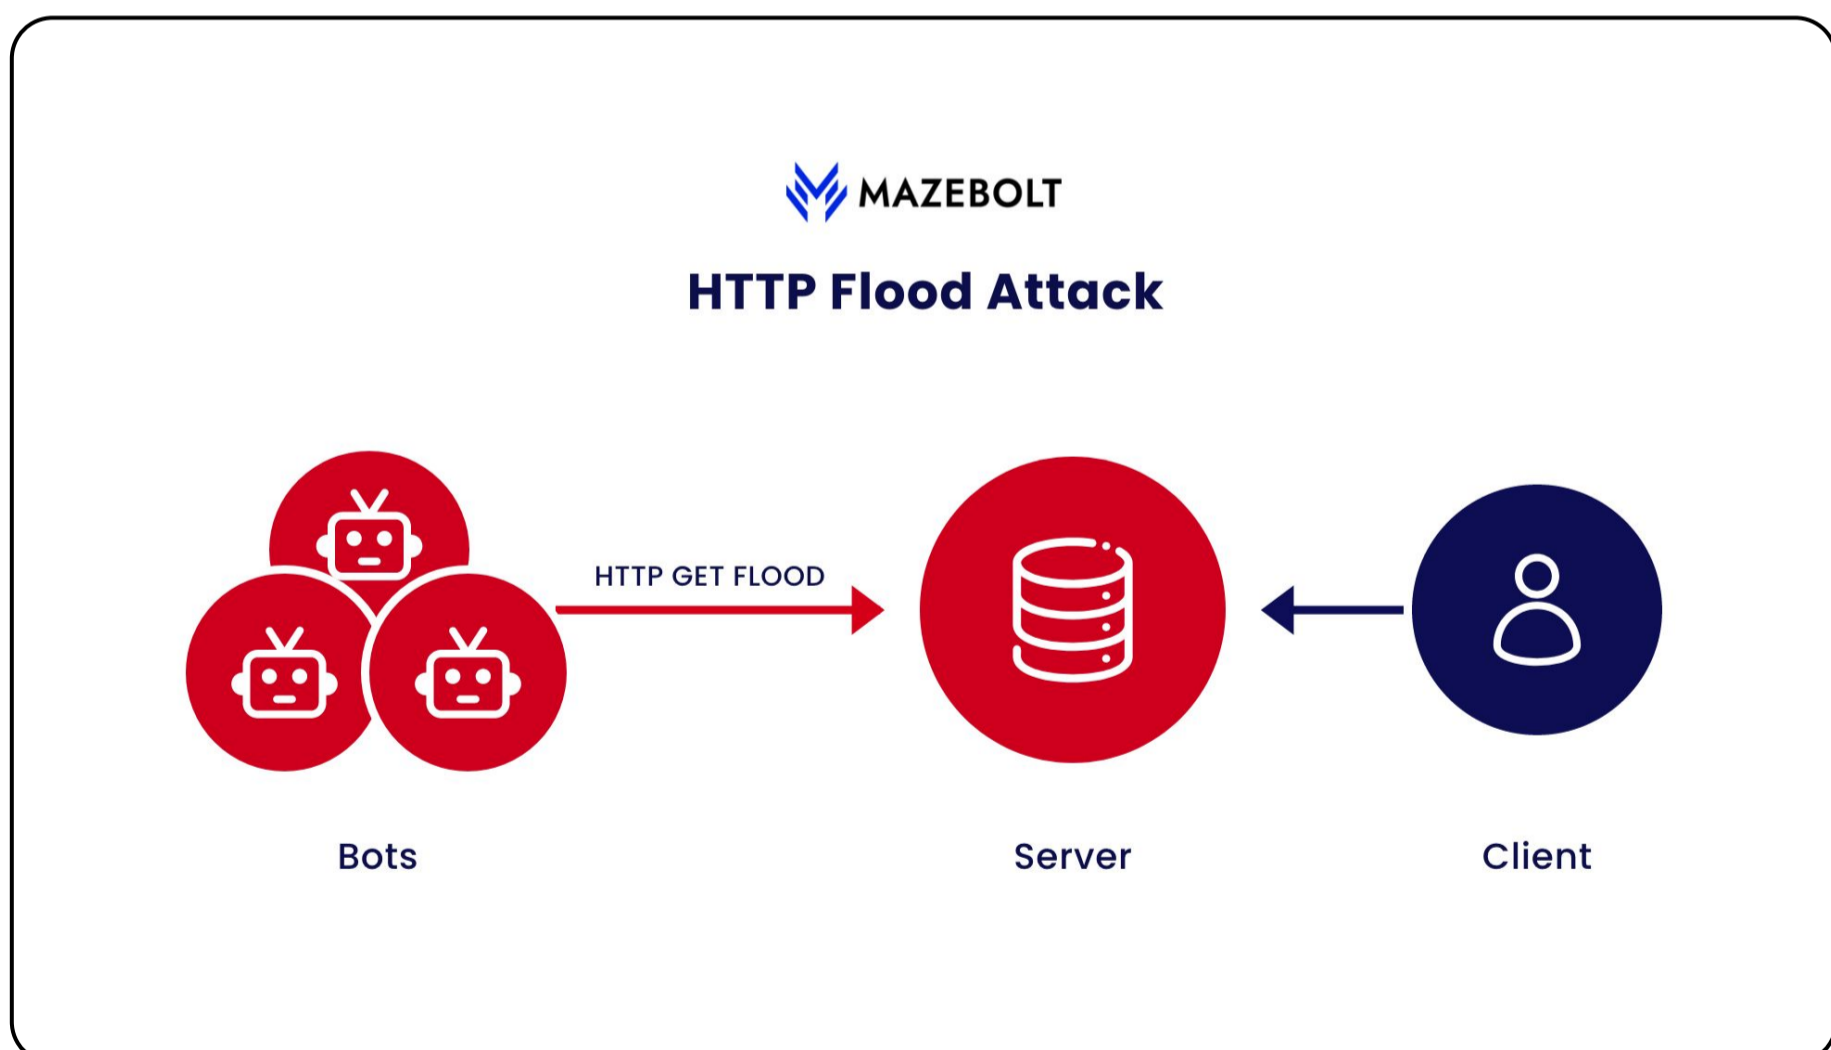 MAZEBOLT
HTTP Flood Attack
HTTP GET FLOOD
Bots
Server
Client